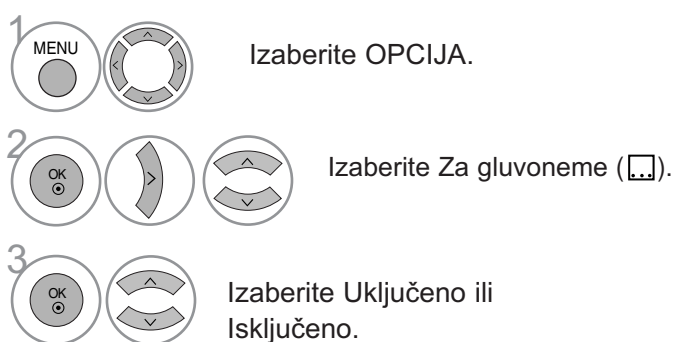 1
MENU
Izaberite OPCIJA.
2
OK
Izaberite Za gluvoneme (...).
3
OK
Izaberite Uključeno ili
Isključeno.